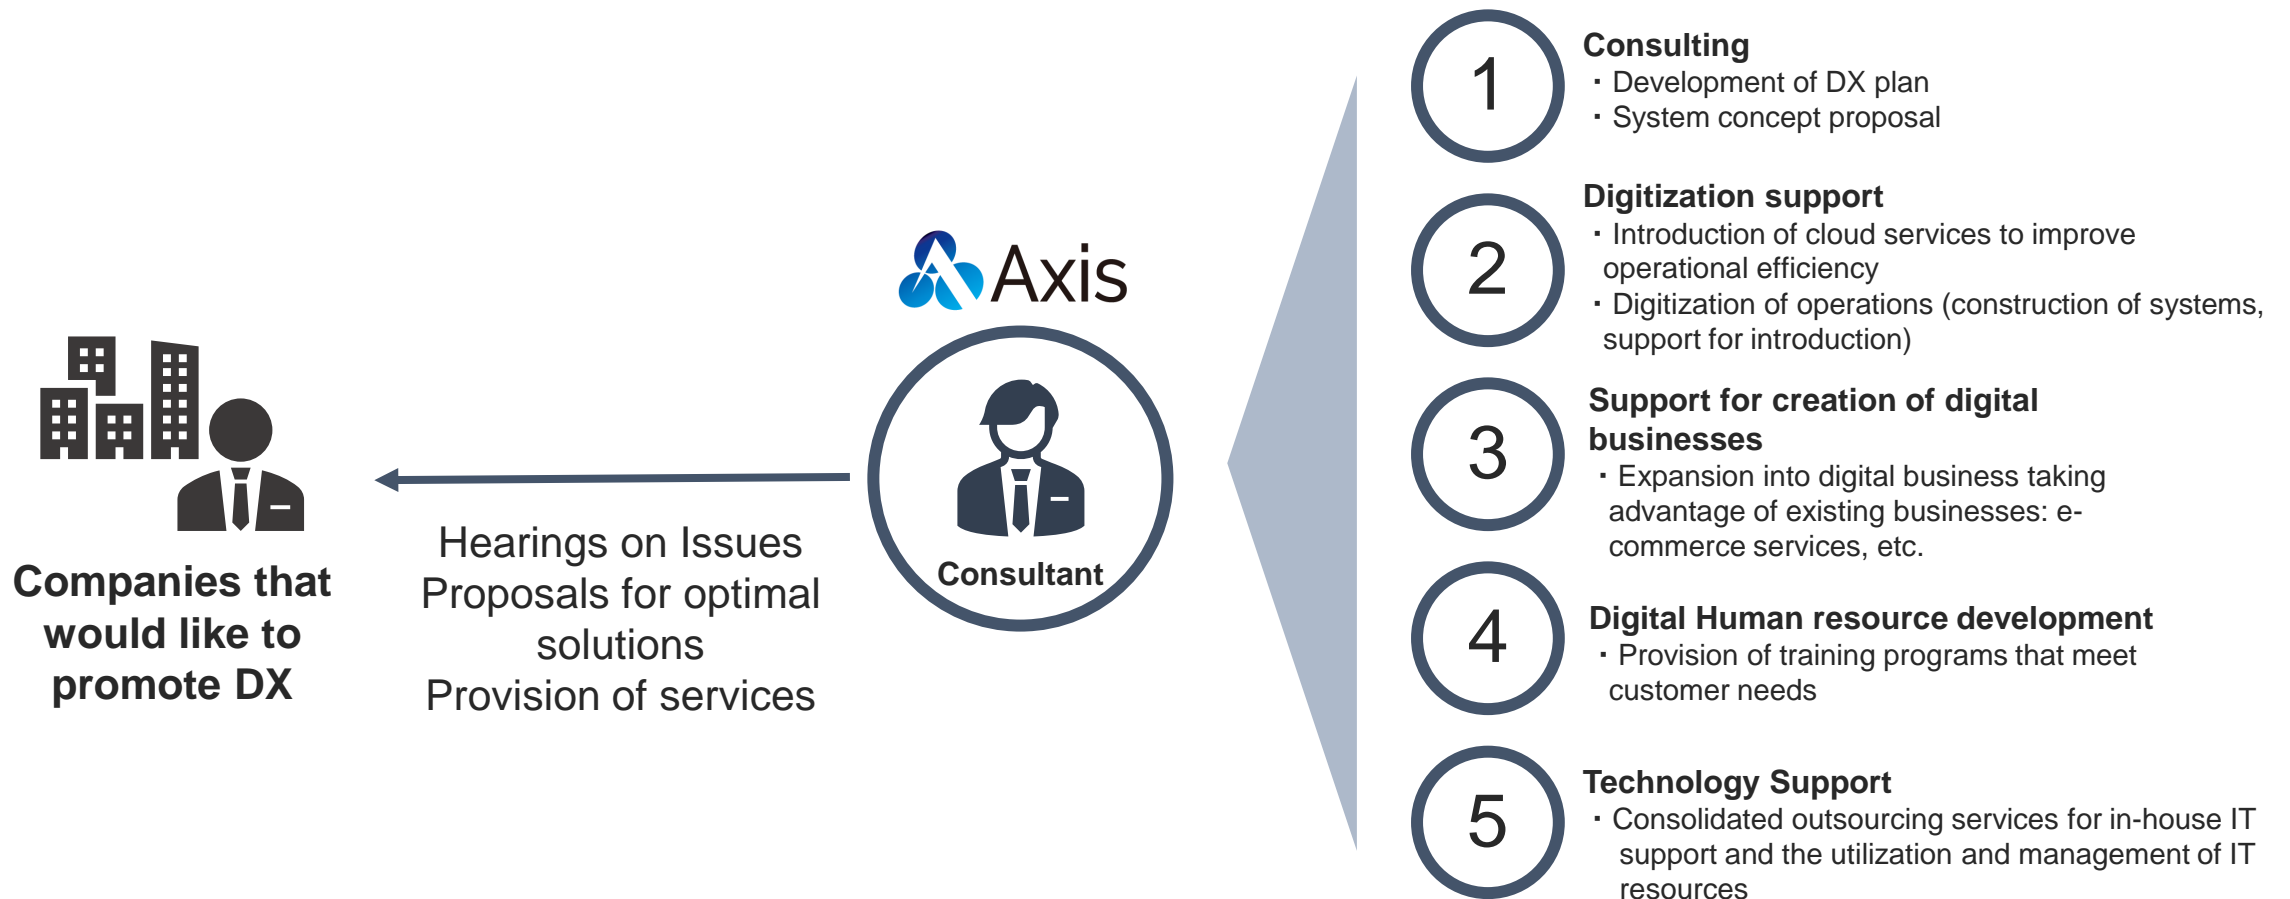 Axis
Consultant
Companies that
would like to
promote DX
Hearings on Issues
Proposals for optimal
solutions
Provision of services
1
Consulting
・Development of DX plan
・System concept proposal
2
Digitization support
・Introduction of cloud services to improve
operational efficiency
・Digitization of operations (construction of systems,
support for introduction)
3
Support for creation of digital
businesses
・Expansion into digital business taking
advantage of existing businesses: e-
commerce services, etc.
4
Digital Human resource development
・Provision of training programs that meet
customer needs
5
Technology Support
・Consolidated outsourcing services for in-house IT
support and the utilization and management of IT
resources